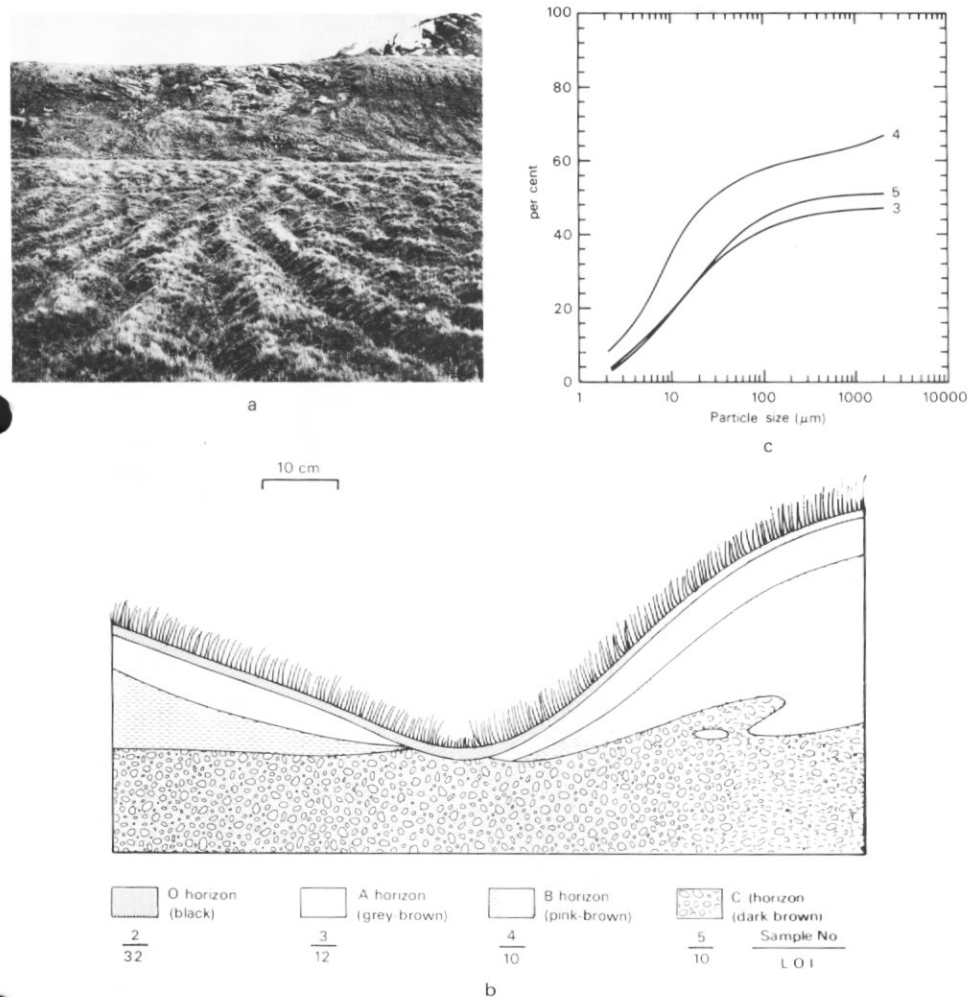 a
100
80
60
40
20
0
per cent
4
5
3
1
10
100
1000
10000
Particle size (μm)
c
10 cm
O horizon
(black)
2
32
A horizon
(grey-brown)
3
12
B horizon
(pink-brown)
4
10
C (horizon
(dark brown)
5
10
Sample No
L O I
b